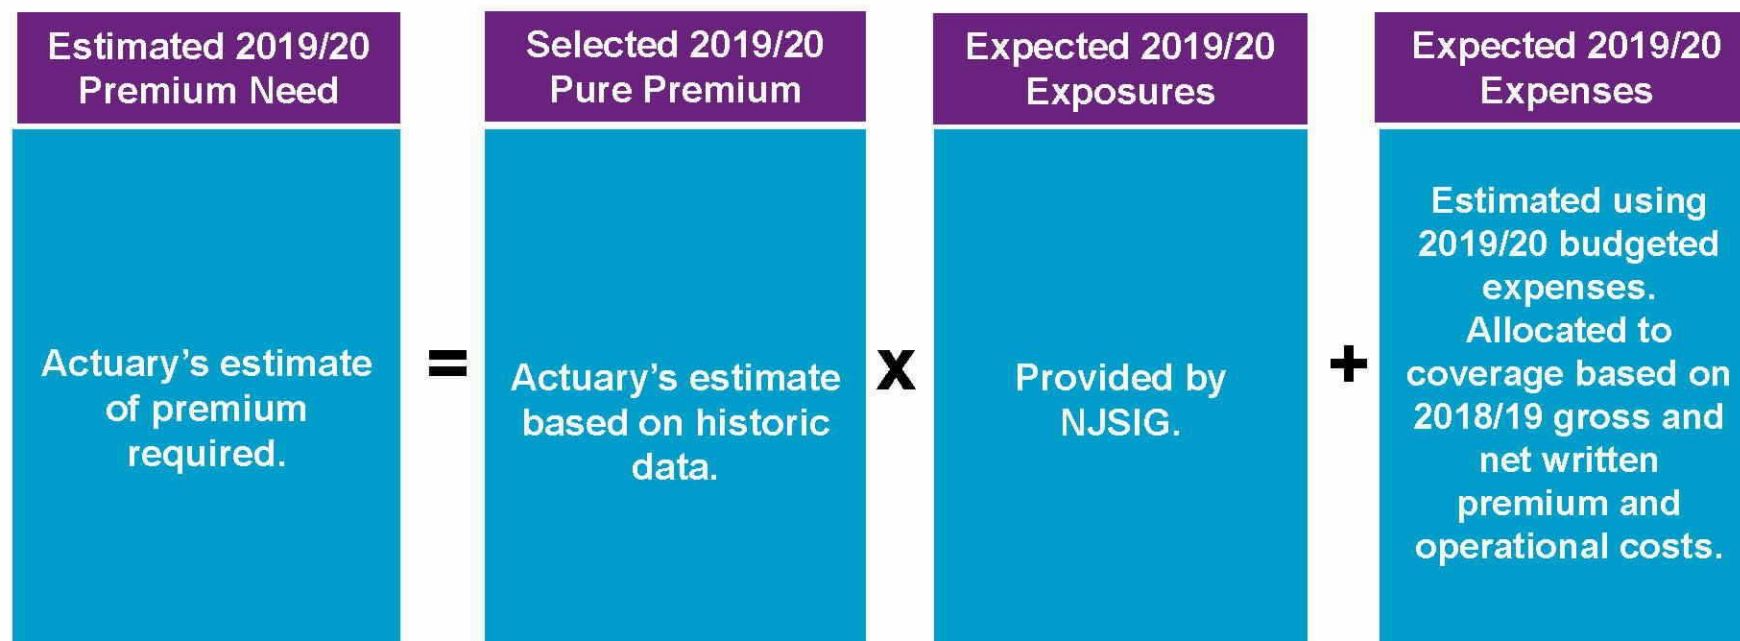 Estimated 2019/20
Premium Need
Actuary's estimate
of premium
required.
=
Selected 2019/20
Pure Premium
Actuary's estimate
based on historic
data.
x
Expected 2019/20
Exposures
Provided by
NJSIG.
+
Expected 2019/20
Expenses
Estimated using
2019/20 budgeted
expenses.
Allocated to
coverage based on
2018/19 gross and
net written
premium and
operational costs.